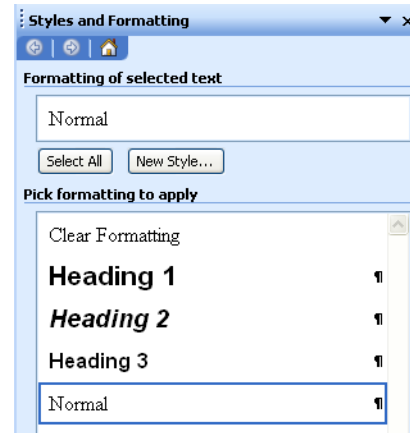 Styles and Formatting
Formatting of selected text
Normal
Select All New Style...
Pick formatting to apply
Clear Formatting
Heading 1 ¶
Heading 2 ¶
Heading 3 ¶
Normal ¶